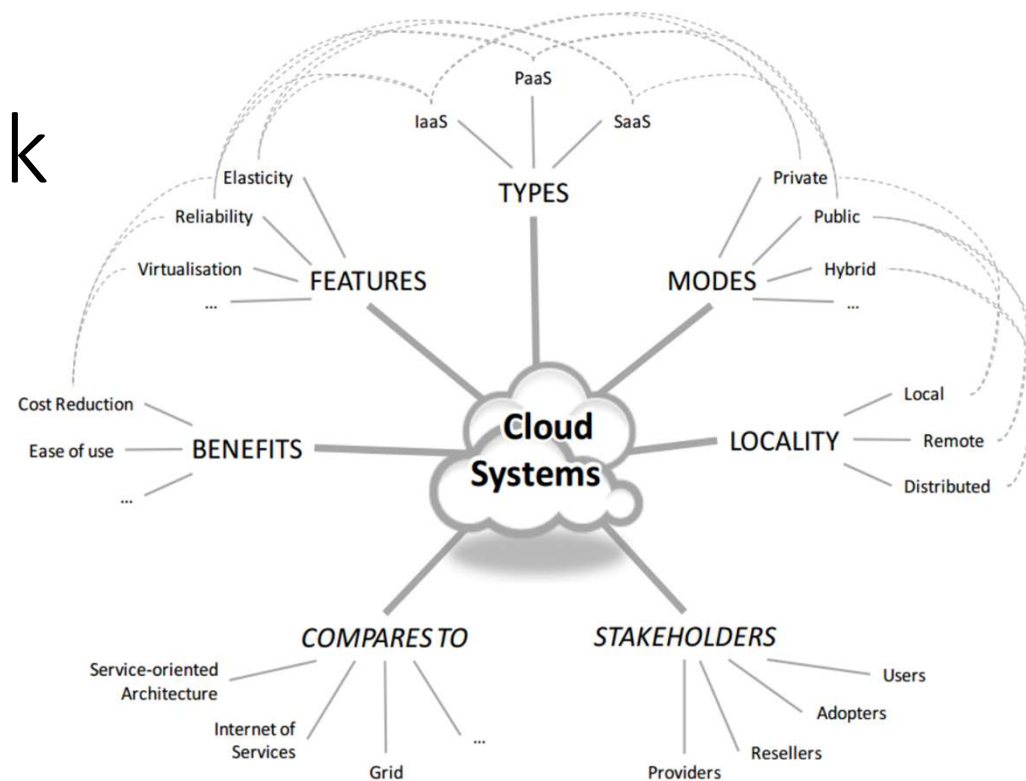 k
PaaS
IaaS
SaaS
TYPES
Elasticity
Reliability
Virtualisation
...
FEATURES
Private
Public
Hybrid
...
MODES
Cost Reduction
Ease of use
...
BENEFITS
Cloud
Systems
LOCALITY
Local
Remote
Distributed
COMPARES TO
Service-oriented
Architecture
Internet of
Services
Grid
...
STAKEHOLDERS
Users
Adopters
Resellers
Providers